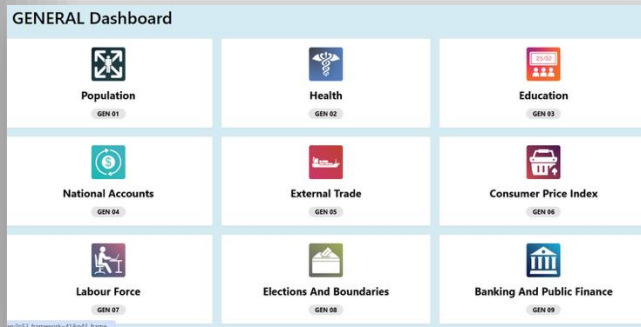 GENERAL Dashboard
Population
GEN 01
Health
GEN 02
25/02
Education
GEN 03
National Accounts
GEN 04
External Trade
GEN 05
Consumer Price Index
GEN 06
Labour Force
GEN 07
Elections And Boundaries
GEN 08
Banking And Public Finance
GEN 09